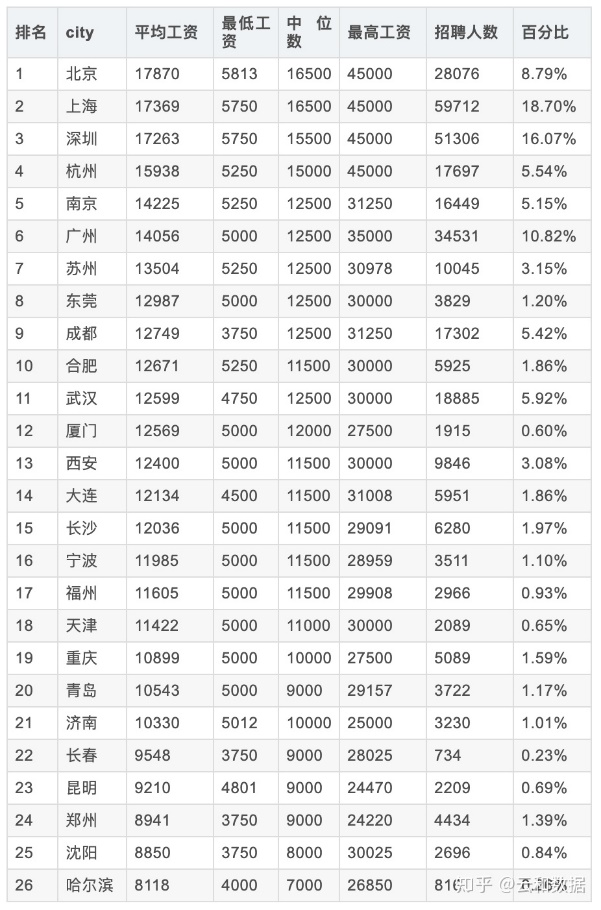 排名 city 平均工资 最低工资 中位数 最高工资 招聘人数 百分比
1 北京 17870 5813 16500 45000 28076 8.79%
2 上海 17369 5750 16500 45000 59712 18.70%
3 深圳 17263 5750 15500 45000 51306 16.07%
4 杭州 15938 5250 15000 45000 17697 5.54%
5 南京 14225 5250 12500 31250 16449 5.15%
6 广州 14056 5000 12500 35000 34531 10.82%
7 苏州 13504 5250 12500 30978 10045 3.15%
8 东莞 12987 5000 12500 30000 3829 1.20%
9 成都 12749 3750 12500 31250 17302 5.42%
10 合肥 12671 5250 11500 30000 5925 1.86%
11 武汉 12599 4750 12500 30000 18885 5.92%
12 厦门 12569 5000 12000 27500 1915 0.60%
13 西安 12400 5000 11500 30000 9846 3.08%
14 大连 12134 4500 11500 31008 5951 1.86%
15 长沙 12036 5000 11500 29091 6280 1.97%
16 宁波 11985 5000 11500 28959 3511 1.10%
17 福州 11605 5000 11500 29908 2966 0.93%
18 天津 11422 5000 11000 30000 2089 0.65%
19 重庆 10899 5000 10000 27500 5089 1.59%
20 青岛 10543 5000 9000 29157 3722 1.17%
21 济南 10330 5012 10000 25000 3230 1.01%
22 长春 9548 3750 9000 28025 734 0.23%
23 昆明 9210 4801 9000 24470 2209 0.69%
24 郑州 8941 3750 9000 24220 4434 1.39%
25 沈阳 8850 3750 8000 30025 2696 0.84%
26 哈尔滨 8118 4000 7000 26850
知乎